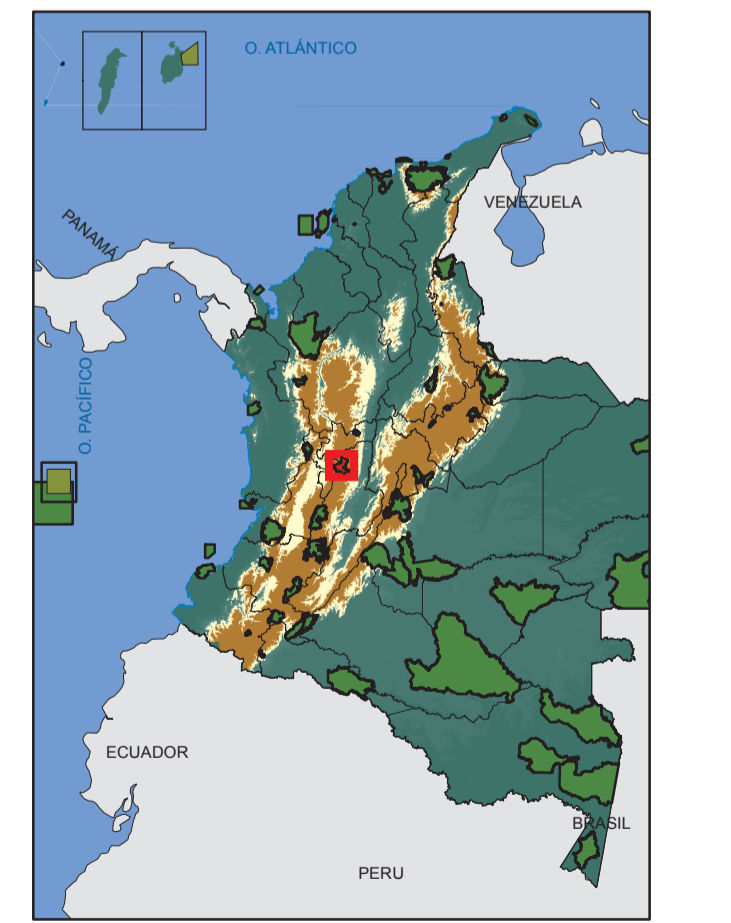 O. ATLÁNTICO
VENEZUELA
PANAMÁ
O. PACÍFICO
ECUADOR
BRASIL
PERU